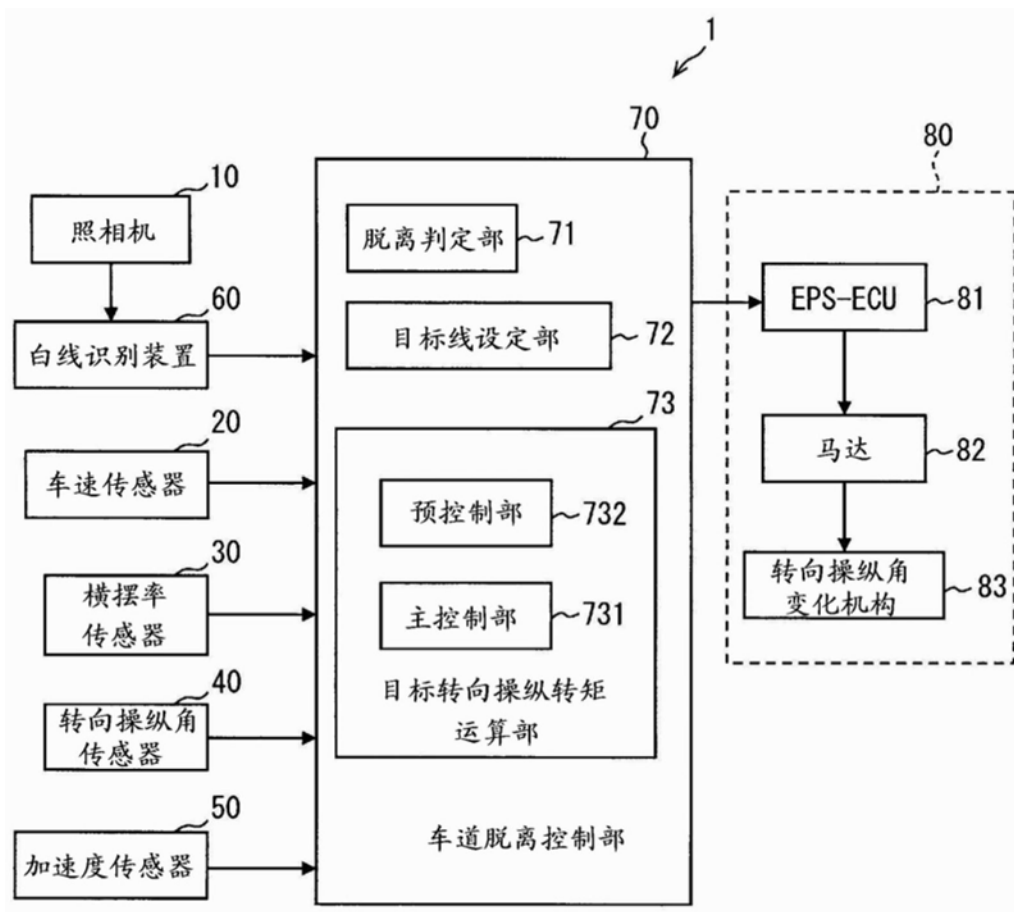 1
70
80
10
照相机
60
白线识别装置
20
车速传感器
30
横摆率
传感器
40
转向操纵角
传感器
50
加速度传感器
脱离判定部
71
目标线设定部
72
73
预控制部
732
主控制部
731
目标转向操纵转矩
运算部
车道脱离控制部
EPS-ECU
81
马达
82
转向操纵角
变化机构
83